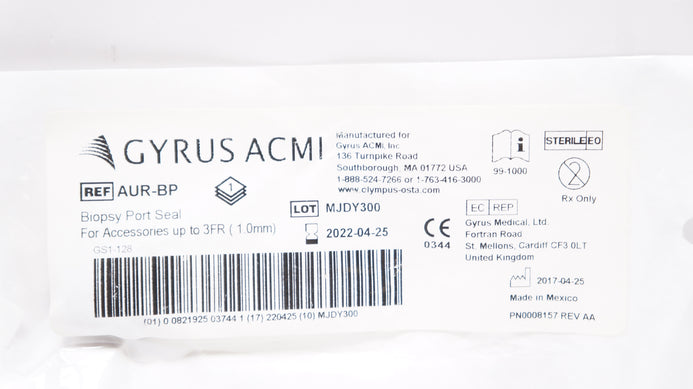 GYRUS ACMI
Manufactured for
Gyrus ACMI, Inc
136 Turnpike Road
Southborough, MA 01772 USA
1-888-524-7266 or 1-763-416-3000
www.olympus-osta.com
99-1000
STERILE EO
2
Rx Only
REF AUR-BP
1
Biopsy Port Seal
For Accessories up to 3FR ( 1.0mm)
LOT MJDY300
2022-04-25
CE
0344
EC REP
Gyrus Medical, Ltd.
Fortran Road
St. Mellons, Cardiff CF3 0LT
United Kingdom
GS1-128
(01) 0 0821925 03744 1 (17) 220425 (10) MJDY300
2017-04-25
Made in Mexico
PN0008157 REV AA